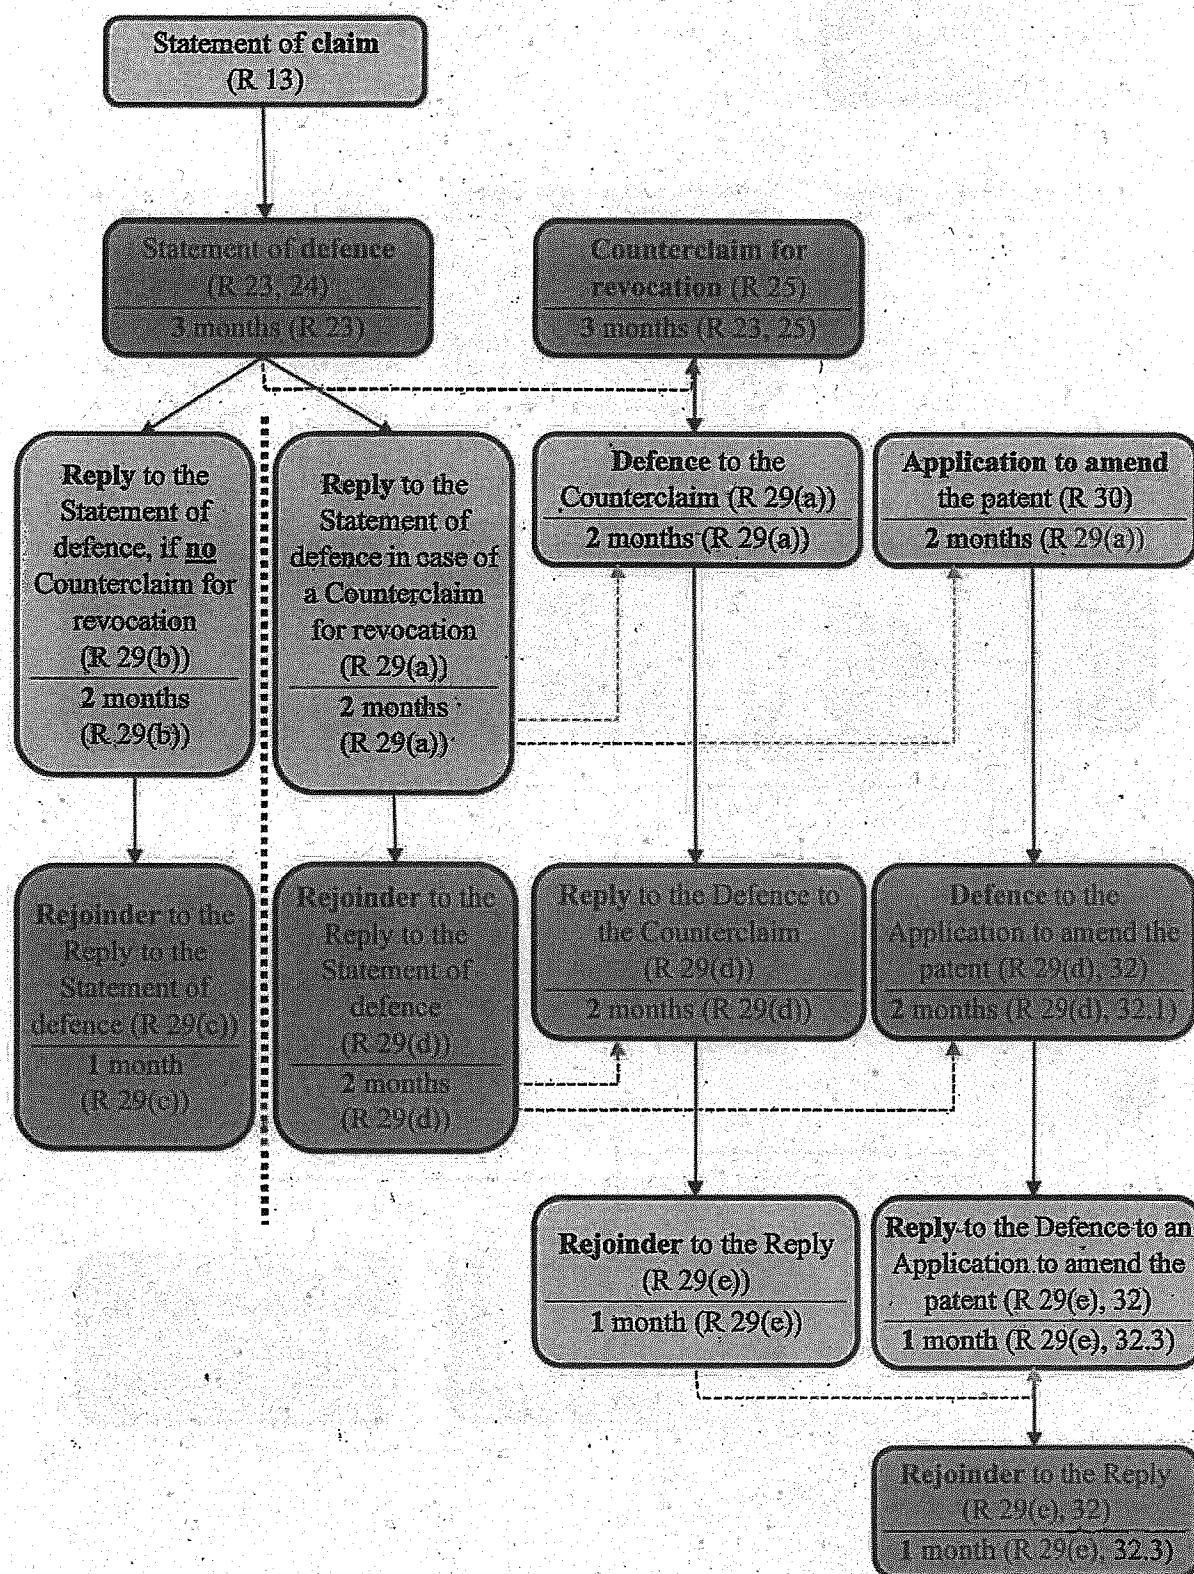 Statement of claim
(R 13)
Statement of defence
(R 23, 24)
3 months (R 23)
Counterclaim for
revocation (R 25)
3 months (R 23, 25)
Reply to the
Statement of
defence, if no
Counterclaim for
revocation
(R 29(b))
2 months
(R 29(b))
Reply to the
Statement of
defence in case of
a Counterclaim
for revocation
(R 29(a))
2 months
(R 29(a))
Defence to the
Counterclaim (R 29(a))
2 months (R 29(a))
Application to amend
the patent (R 30)
2 months (R 29(a))
Rejoinder to the
Reply to the
Statement of
defence (R 29(c))
1 month
(R 29(c))
Rejoinder to the
Reply to the
Statement of
defence
(R 29(d))
2 months
(R 29(d))
Reply to the Defence to
the Counterclaim
(R 29(d))
2 months (R 29(d))
Defence to the
Application to amend the
patent (R 29(d), 32)
2 months (R 29(d), 32.1)
Rejoinder to the Reply
(R 29(e))
1 month (R 29(e))
Reply to the Defence to an
Application to amend the
patent (R 29(e), 32)
1 month (R 29(e), 32.3)
Rejoinder to the Reply
(R 29(e), 32)
1 month (R 29(e), 32.3)